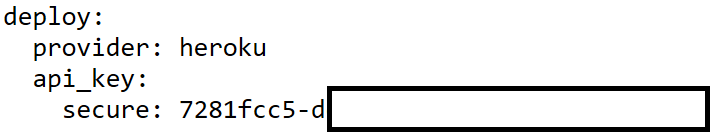 deploy:
  provider: heroku
  api_key:
    secure: 7281fcc5-d